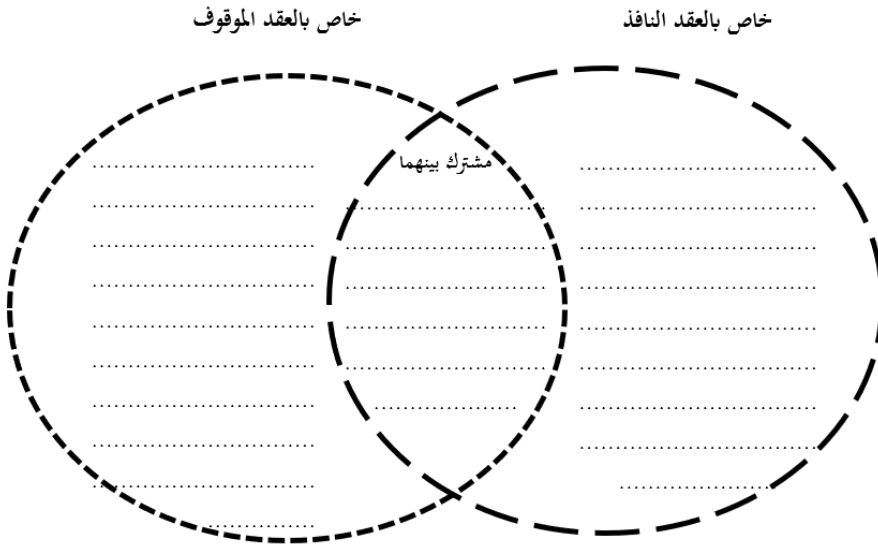 خاص بالعقد النافذ
خاص بالعقد الموقوف
مشترك بينهما